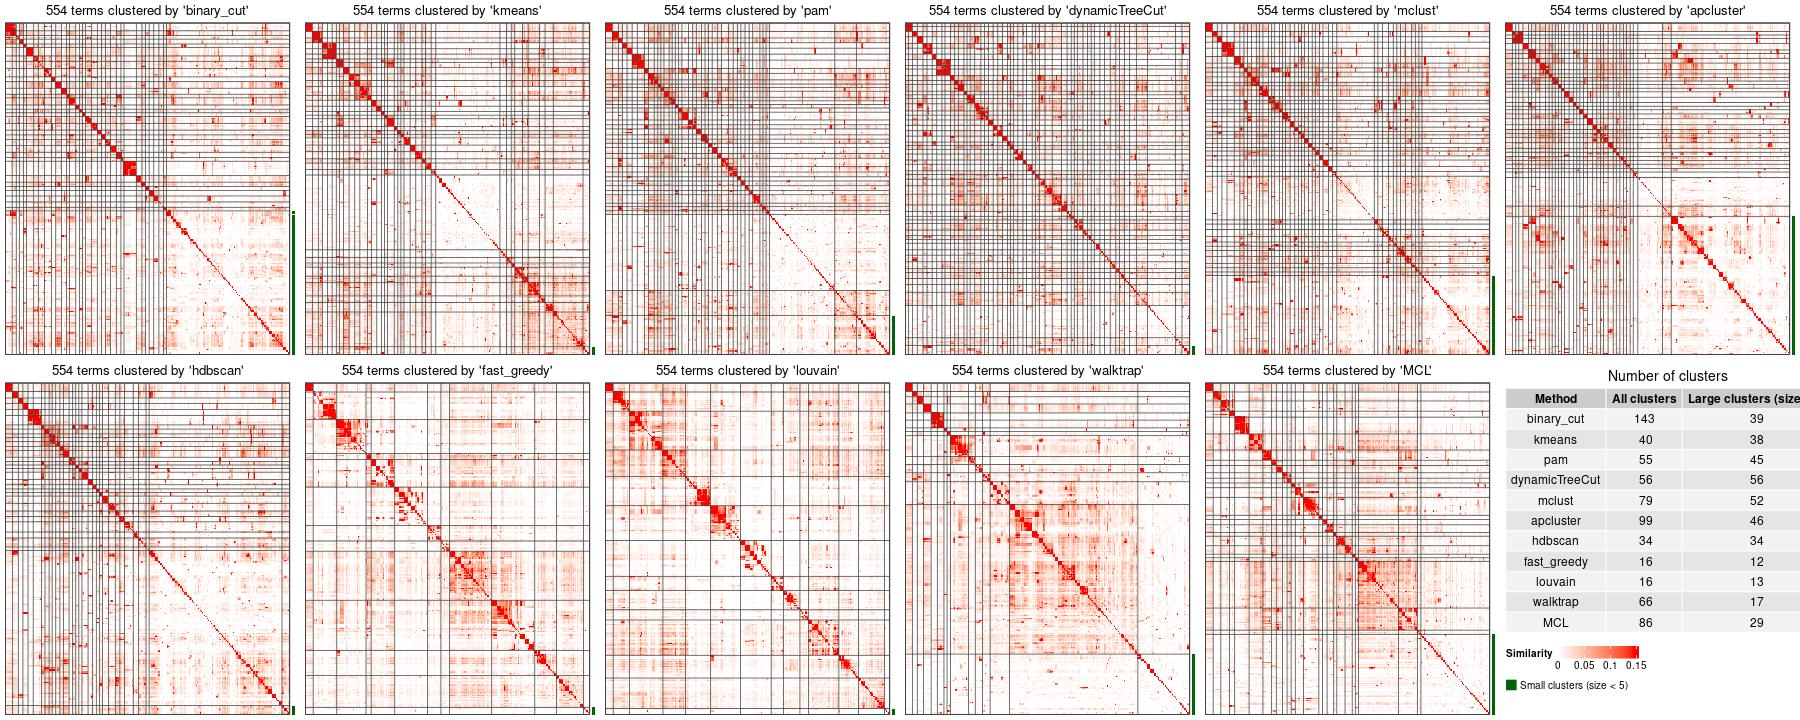 554 terms clustered by 'binary_cut'
554 terms clustered by 'kmeans'
554 terms clustered by 'pam'
554 terms clustered by 'dynamicTreeCut'
554 terms clustered by 'mclust'
554 terms clustered by 'apcluster'
554 terms clustered by 'hdbscan'
554 terms clustered by 'fast_greedy'
554 terms clustered by 'louvain'
554 terms clustered by 'walktrap'
554 terms clustered by 'MCL'
Number of clusters
Method All clusters Large clusters (size
binary_cut 143 39
kmeans 40 38
pam 55 45
dynamicTreeCut 56 56
mclust 79 52
apcluster 99 46
hdbscan 34 34
fast_greedy 16 12
louvain 16 13
walktrap 66 17
MCL 86 29
Similarity
0 0.05 0.1 0.15
Small clusters (size < 5)